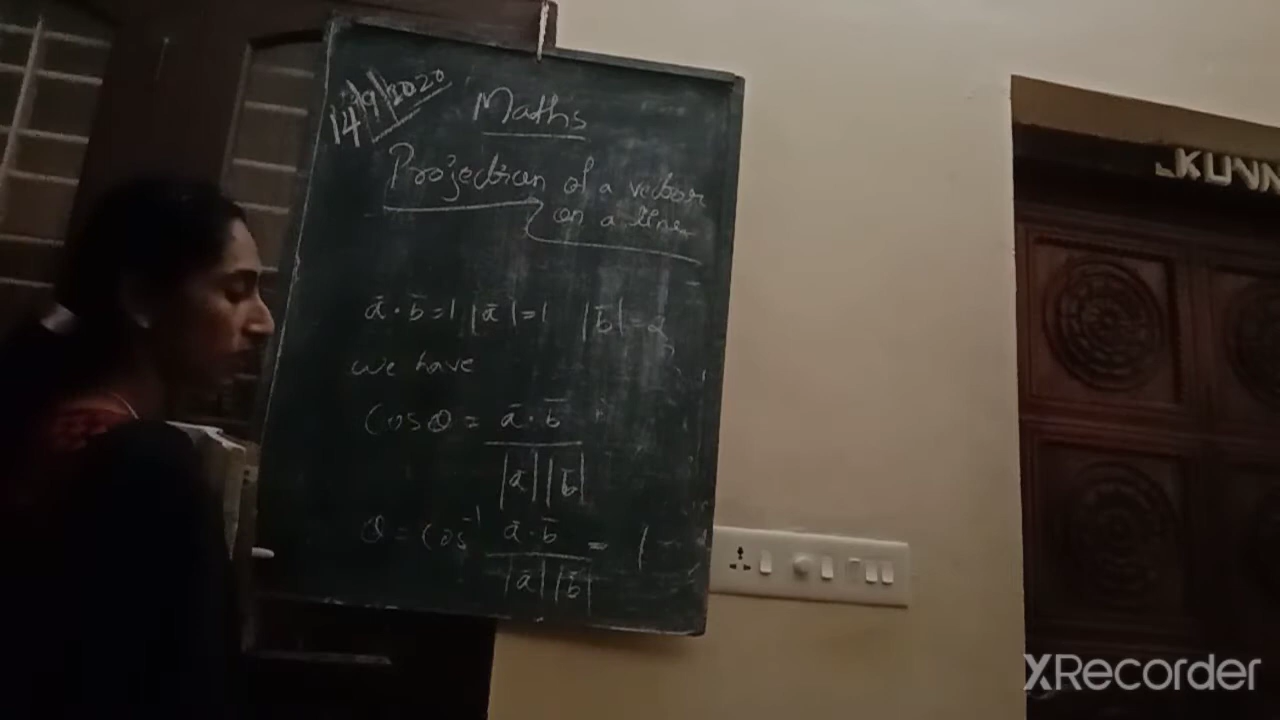 14/9/2020
Maths
Projection of a vector
on a line
ā · b̄ = 1 |ā| = 1 |b̄| = 2
we have
Cos θ = ā · b̄
|ā| |b̄|
θ = Cos⁻¹ ā · b̄ = 1
|ā| |b̄|
KUNN
XRecorder